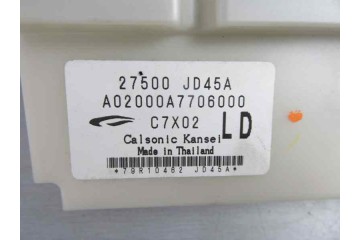 27500 JD45A
A02000A7706000
C7X02 LD
Calsonic Kansei
Made in Thailand
*79R10462 JD45A*